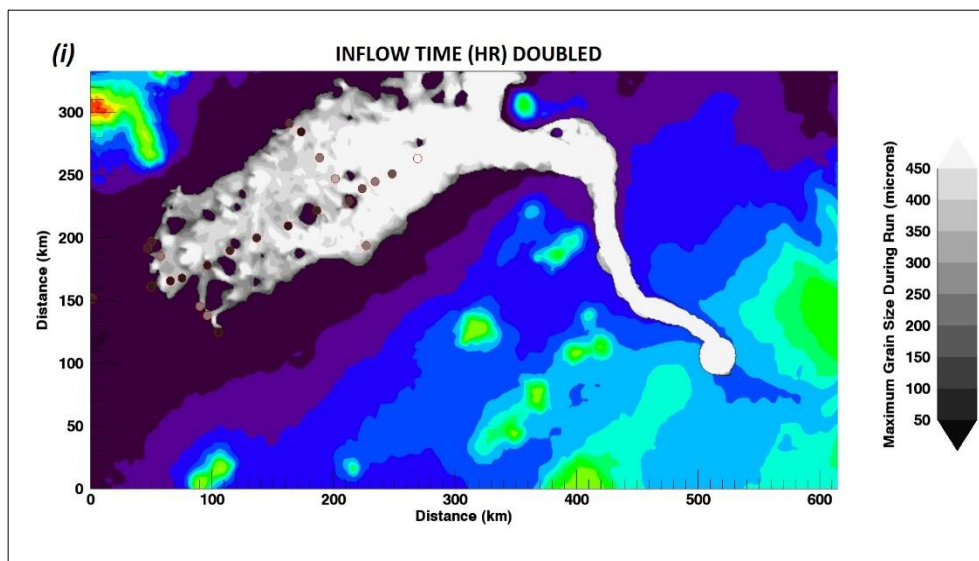 (i)
INFLOW TIME (HR) DOUBLED
300
250
200
150
100
50
0
Distance (km)
0 100 200 300 400 500 600
Distance (km)
Maximum Grain Size During Run (microns)
450
400
350
300
250
200
150
100
50